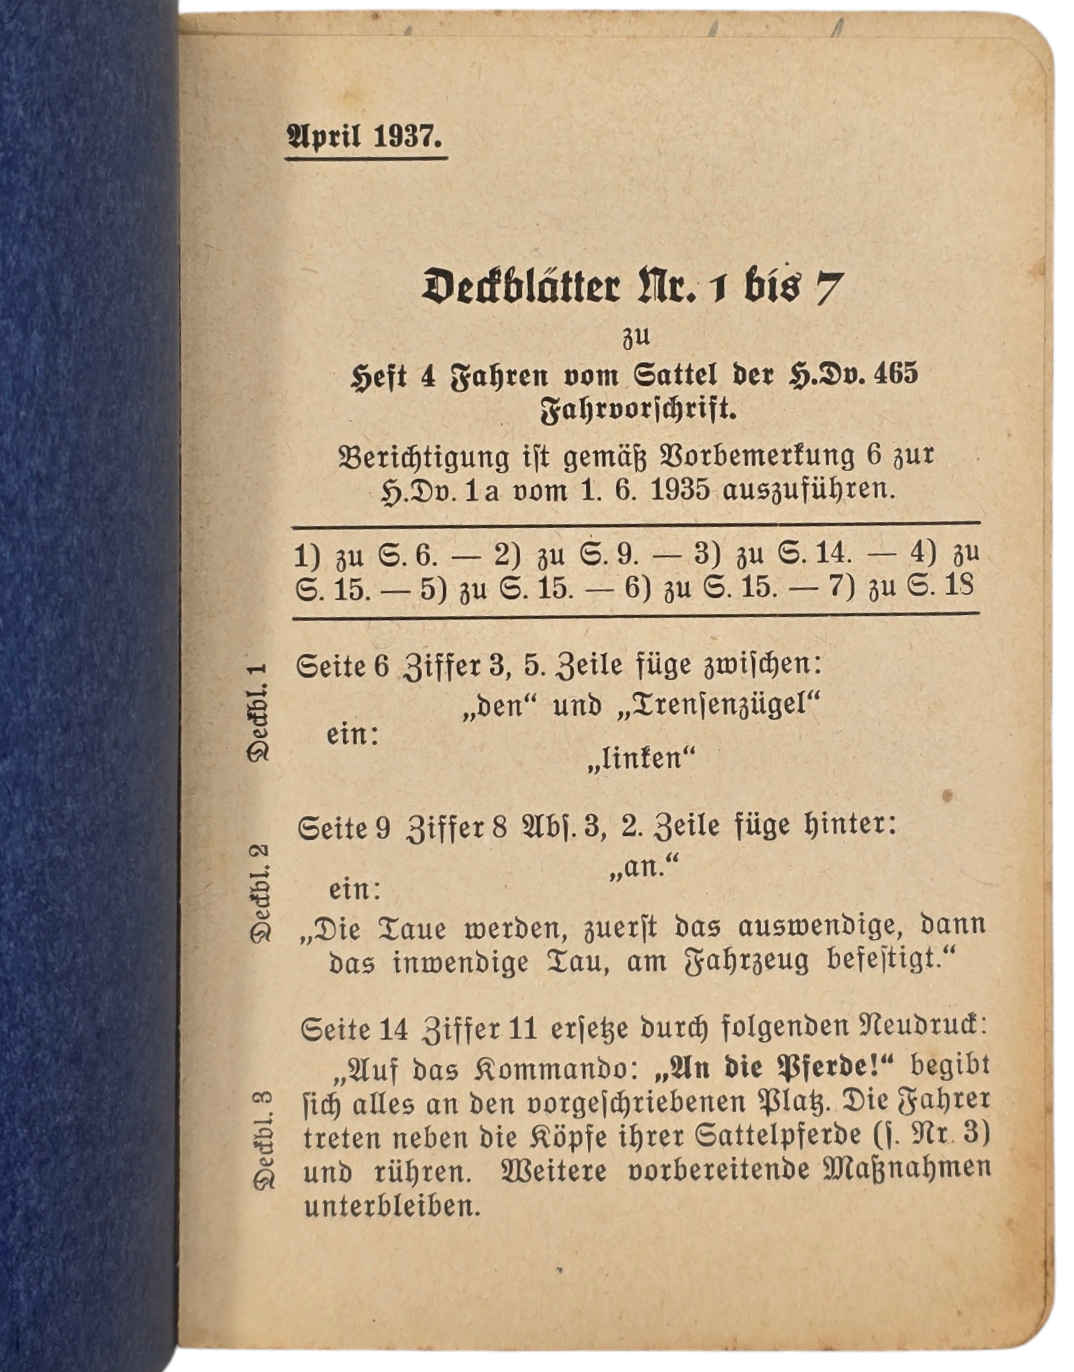 April 1937.
Deckblätter Nr. 1 bis 7
zu
Heft 4 Fahren vom Sattel der H.Dv. 465
Fahrvorschrift.
Berichtigung ist gemäß Vorbemerkung 6 zur
H.Dv. 1a vom 1. 6. 1935 auszuführen.
1) zu S. 6. — 2) zu S. 9. — 3) zu S. 14. — 4) zu
S. 15. — 5) zu S. 15. — 6) zu S. 15. — 7) zu S. 18
Deckbl. 1
Seite 6 Ziffer 3, 5. Zeile füge zwischen:
„den“ und „Trensenzügel“
ein:
„linken“
Deckbl. 2
Seite 9 Ziffer 8 Abs. 3, 2. Zeile füge hinter:
„an.“
ein:
„Die Taue werden, zuerst das auswendige, dann
das inwendige Tau, am Fahrzeug befestigt.“
Deckbl. 3
Seite 14 Ziffer 11 ersetze durch folgenden Neudruck:
„Auf das Kommando: „An die Pferde!“ begibt
sich alles an den vorgeschriebenen Platz. Die Fahrer
treten neben die Köpfe ihrer Sattelpferde (s. Nr. 3)
und rühren. Weitere vorbereitende Maßnahmen
unterbleiben.